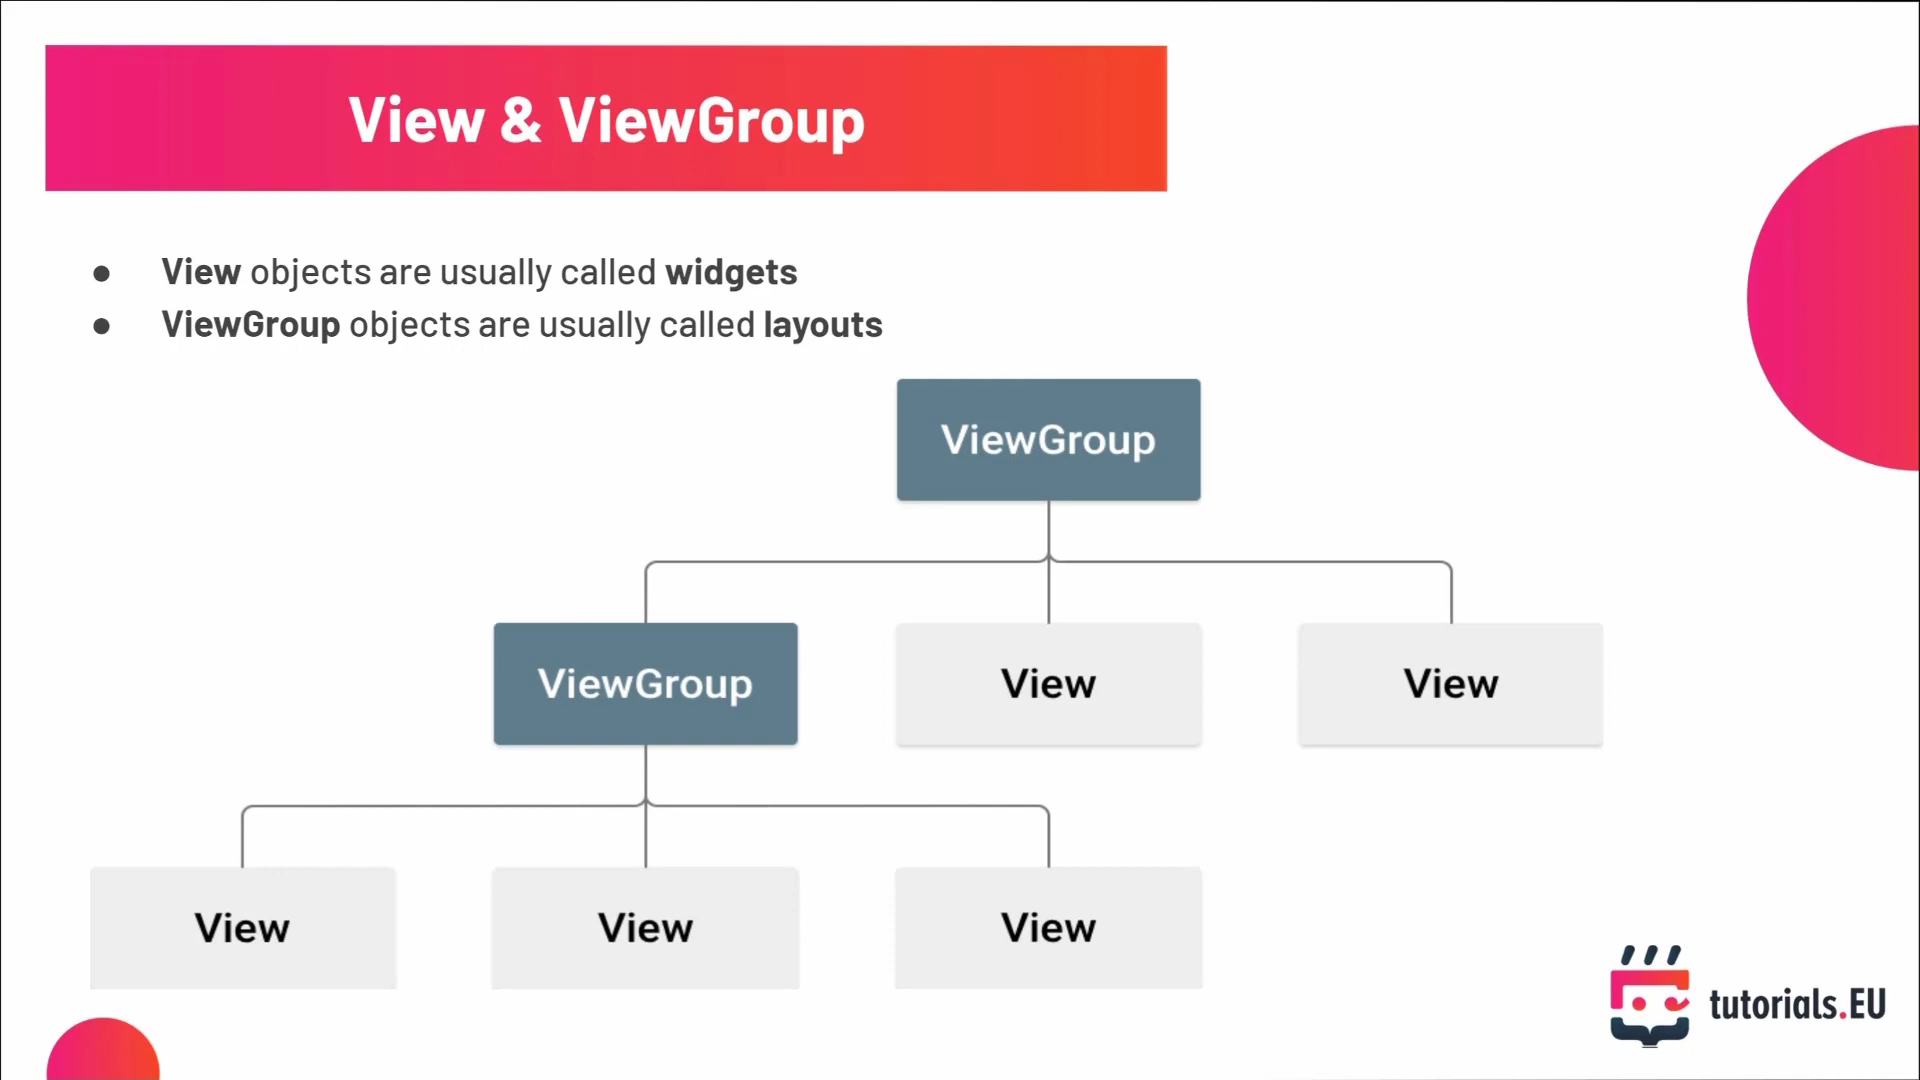 View & ViewGroup
● View objects are usually called widgets
● ViewGroup objects are usually called layouts
ViewGroup
ViewGroup
View
View
View
View
View
tutorials.EU